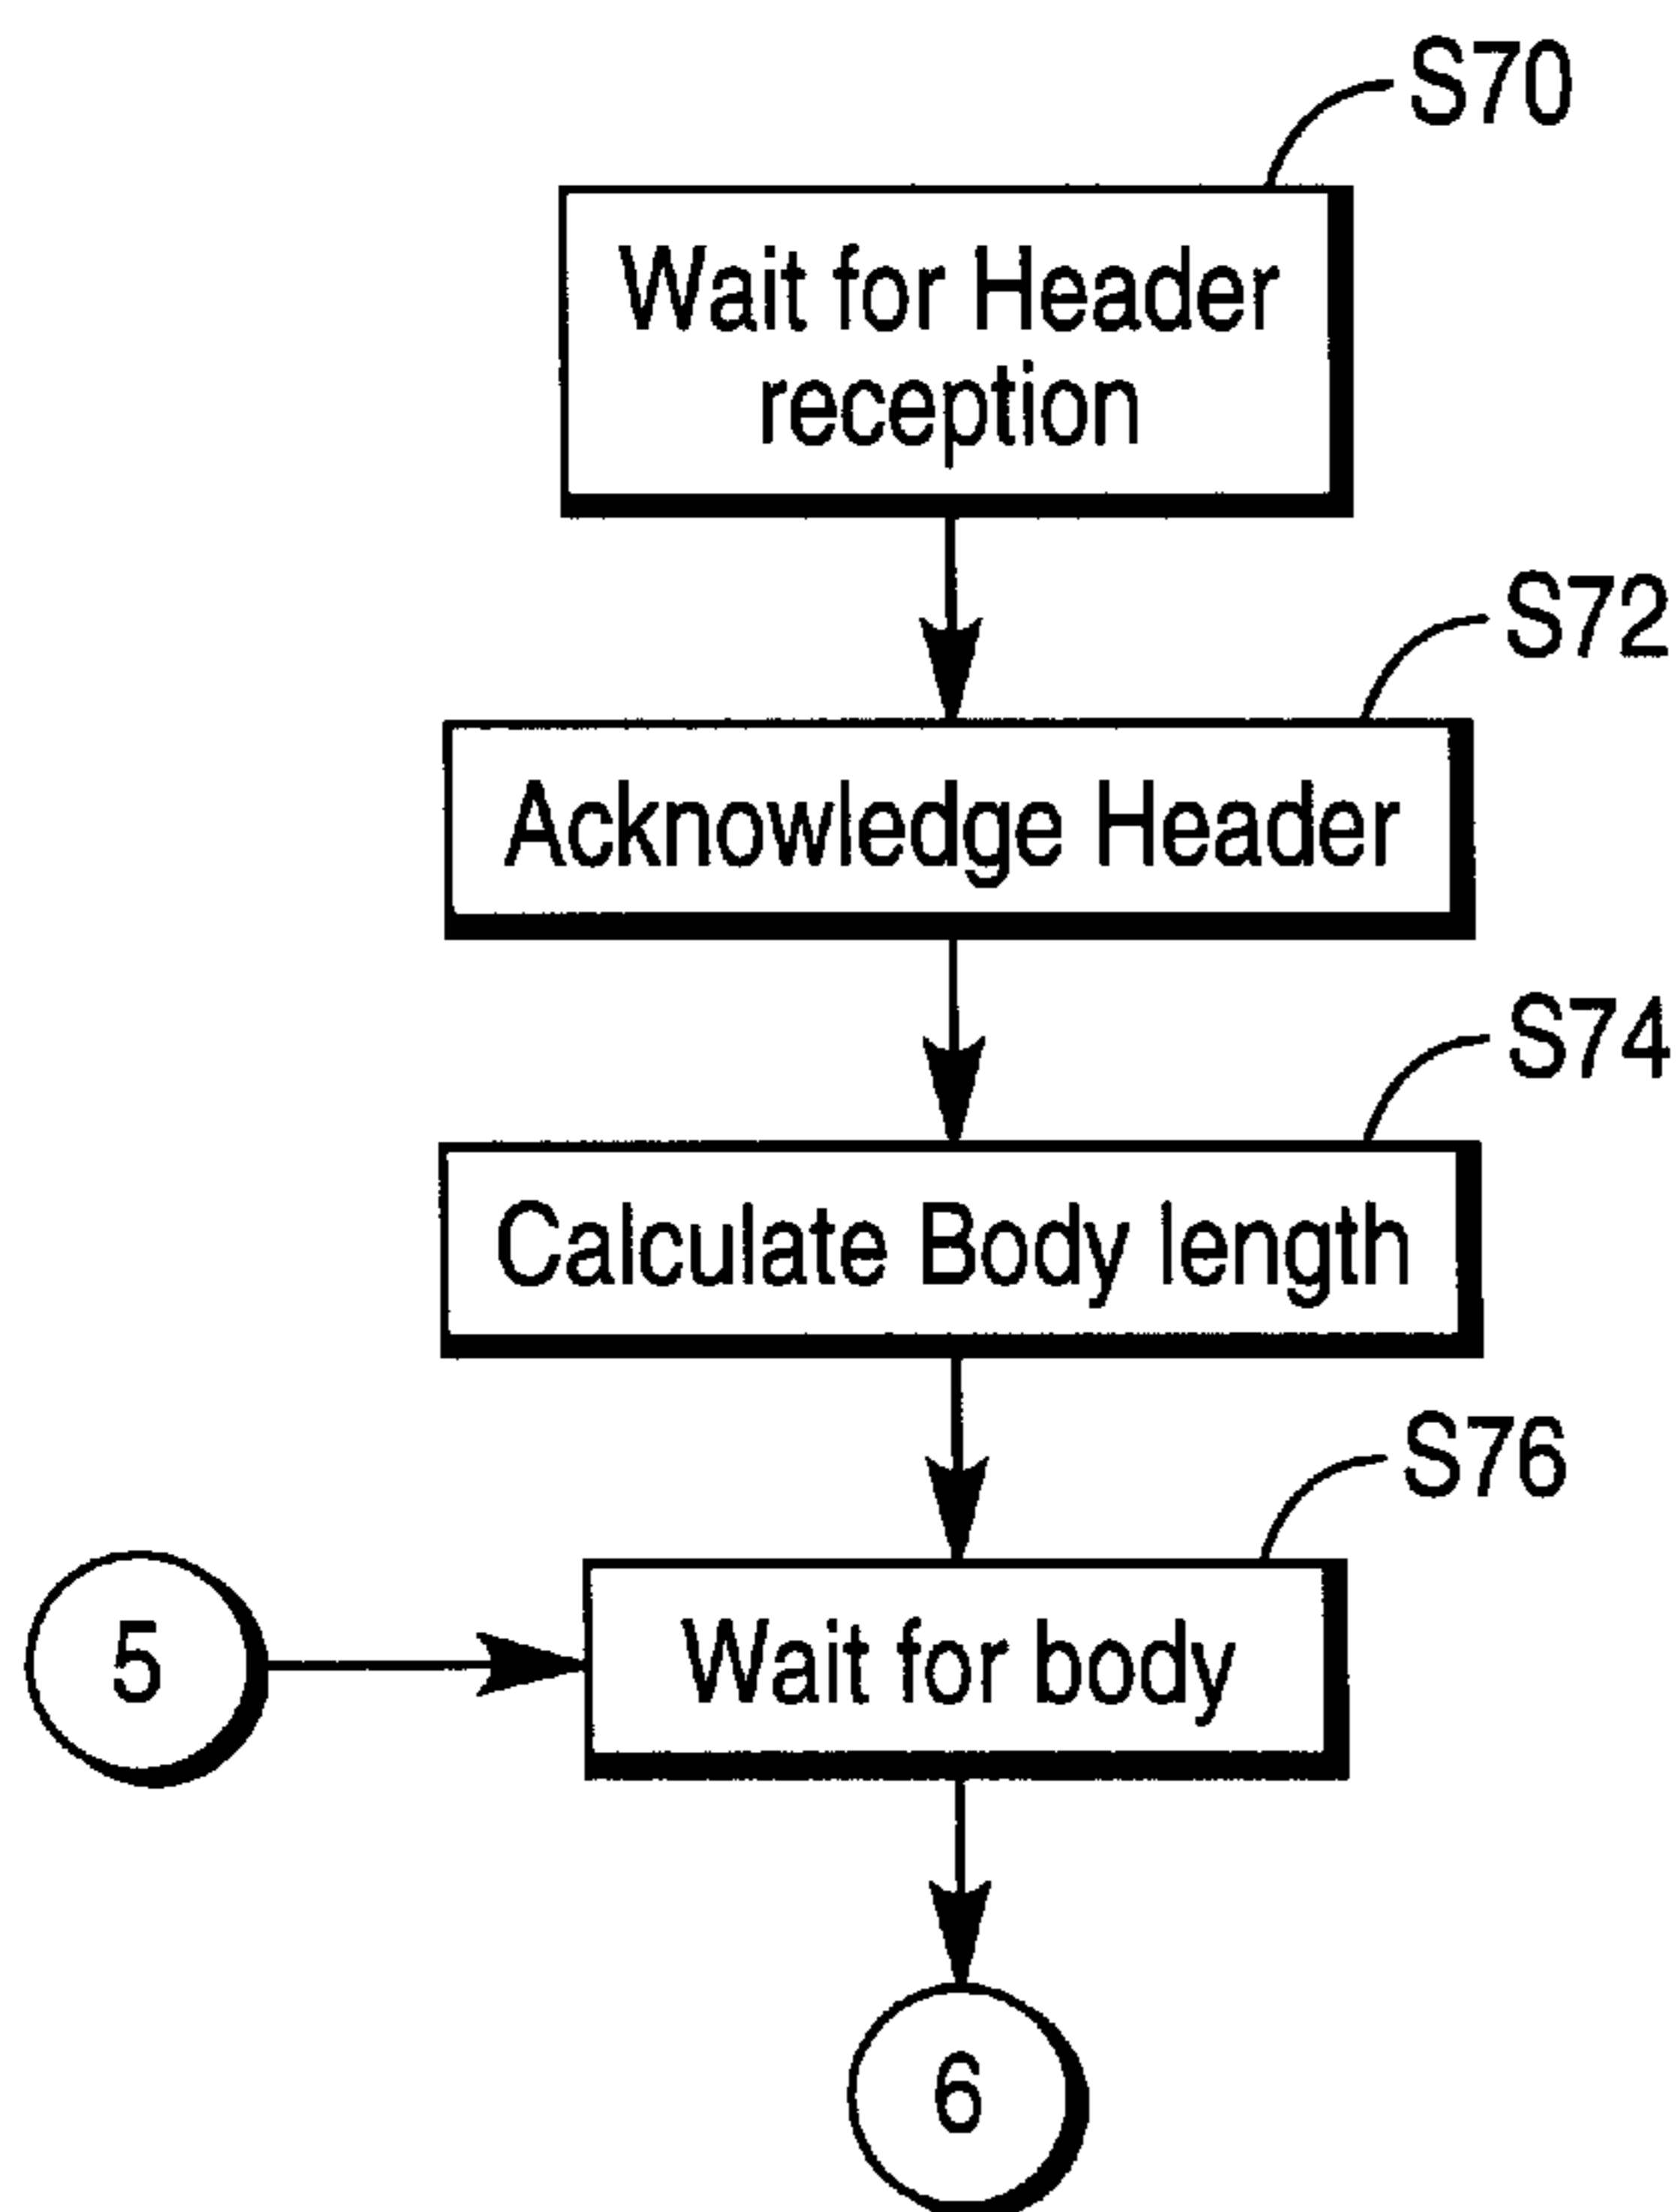 S70
Wait for Header
reception
S72
Acknowledge Header
S74
Calculate Body length
S76
5
Wait for body
6